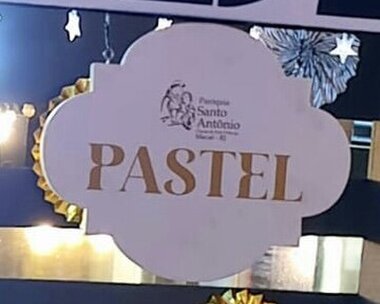 Paróquia
Santo
Antônio
Macaé - RJ
PASTEL